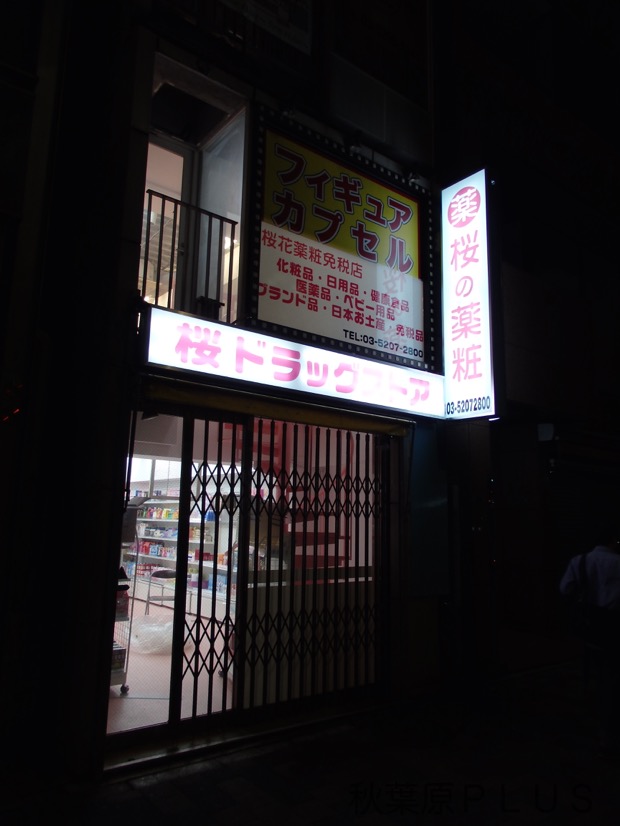 フィギュア
カプセル
桜花薬粧免税店
化粧品・日用品・健康食品
医薬品・ベビー用品
ブランド品・日本お土産・免税品
TEL:03-5207-2800
薬
桜の薬粧
03-52072800
桜ドラッグストア
秋葉原PLUS